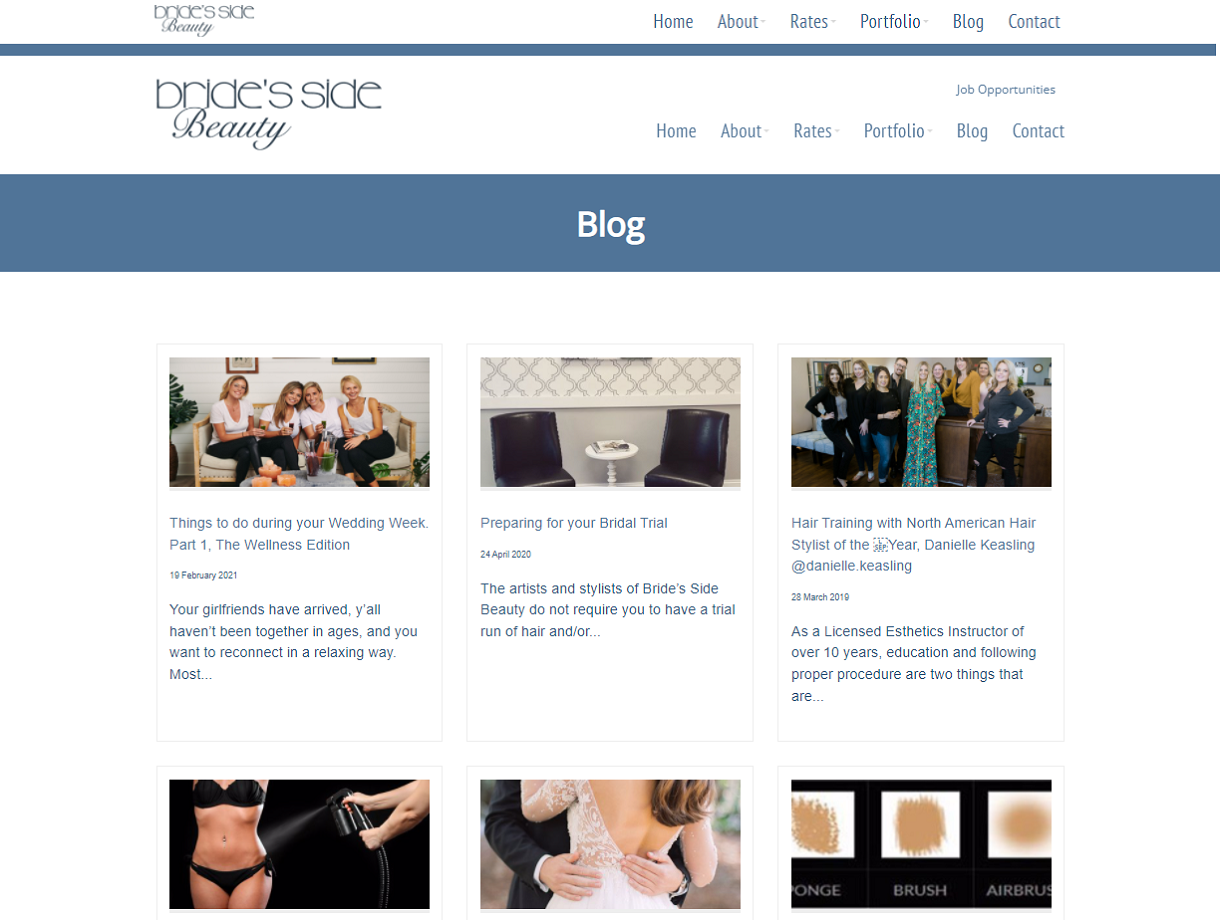 bride's side
Beauty
Home About Rates Portfolio Blog Contact
bride's side
Beauty
Job Opportunities
Home About Rates Portfolio Blog Contact
Blog
Things to do during your Wedding Week.
Part 1, The Wellness Edition
19 February 2021
Your girlfriends have arrived, y’all
haven’t been together in ages, and you
want to reconnect in a relaxing way.
Most...
Preparing for your Bridal Trial
24 April 2020
The artists and stylists of Bride’s Side
Beauty do not require you to have a trial
run of hair and/or...
Hair Training with North American Hair
Stylist of the SEP Year, Danielle Keasling
@danielle.keasling
28 March 2019
As a Licensed Esthetics Instructor of
over 10 years, education and following
proper procedure are two things that
are...
PONGE BRUSH AIRBRUS